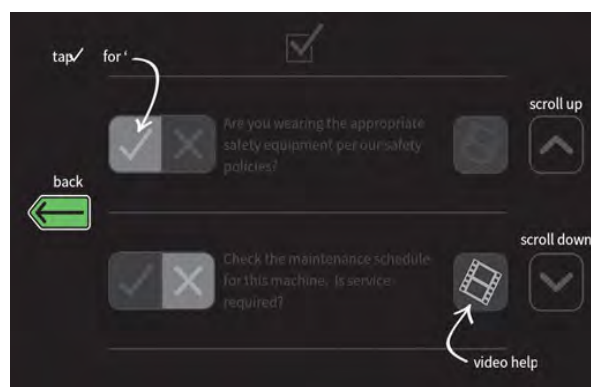 tap✓ for ‘
scroll up
Are you wearing the appropriate
safety equipment per our safety
policies?
back
scroll down
Check the maintenance schedule
for this machine. Is service
required?
video help